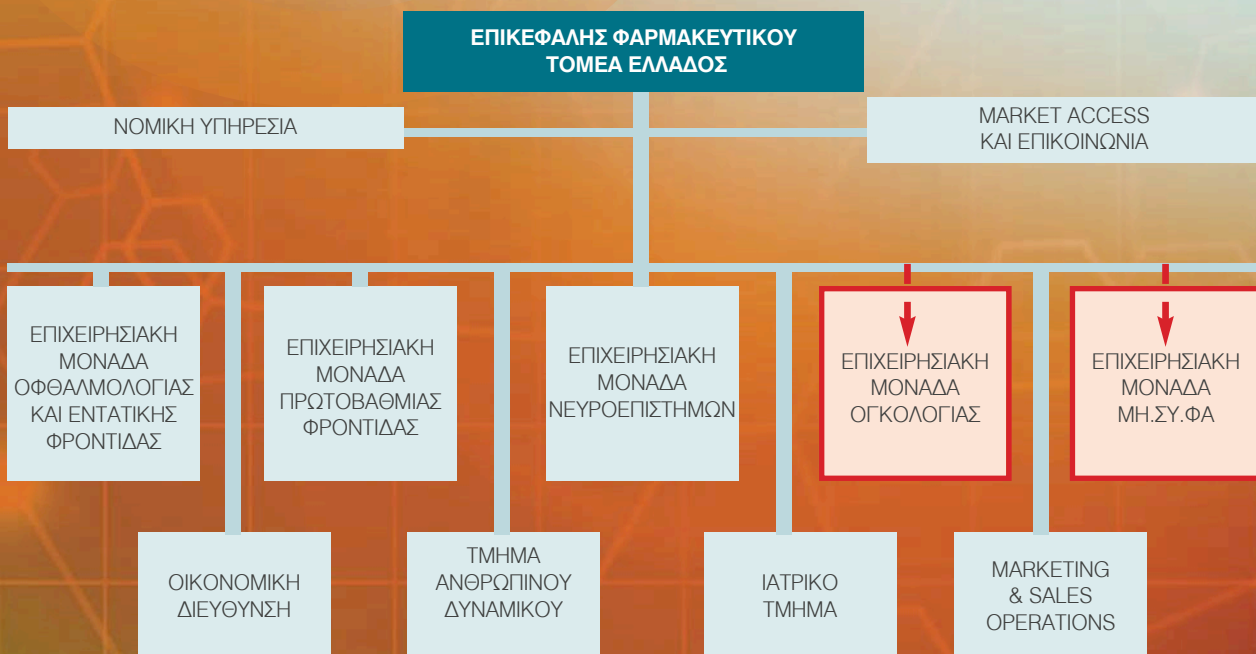 ΕΠΙΚΕΦΑΛΗΣ ΦΑΡΜΑΚΕΥΤΙΚΟΥ
ΤΟΜΕΑ ΕΛΛΑΔΟΣ
ΝΟΜΙΚΗ ΥΠΗΡΕΣΙΑ
MARKET ACCESS
ΚΑΙ ΕΠΙΚΟΙΝΩΝΙΑ
ΕΠΙΧΕΙΡΗΣΙΑΚΗ
ΜΟΝΑΔΑ
ΟΦΘΑΛΜΟΛΟΓΙΑΣ
ΚΑΙ ΕΝΤΑΤΙΚΗΣ
ΦΡΟΝΤΙΔΑΣ
ΕΠΙΧΕΙΡΗΣΙΑΚΗ
ΜΟΝΑΔΑ
ΠΡΩΤΟΒΑΘΜΙΑΣ
ΦΡΟΝΤΙΔΑΣ
ΕΠΙΧΕΙΡΗΣΙΑΚΗ
ΜΟΝΑΔΑ
ΝΕΥΡΟΕΠΙΣΤΗΜΩΝ
ΕΠΙΧΕΙΡΗΣΙΑΚΗ
ΜΟΝΑΔΑ
ΟΓΚΟΛΟΓΙΑΣ
ΕΠΙΧΕΙΡΗΣΙΑΚΗ
ΜΟΝΑΔΑ
ΜΗ.ΣΥ.ΦΑ
ΟΙΚΟΝΟΜΙΚΗ
ΔΙΕΥΘΥΝΣΗ
ΤΜΗΜΑ
ΑΝΘΡΩΠΙΝΟΥ
ΔΥΝΑΜΙΚΟΥ
ΙΑΤΡΙΚΟ
ΤΜΗΜΑ
MARKETING
& SALES
OPERATIONS